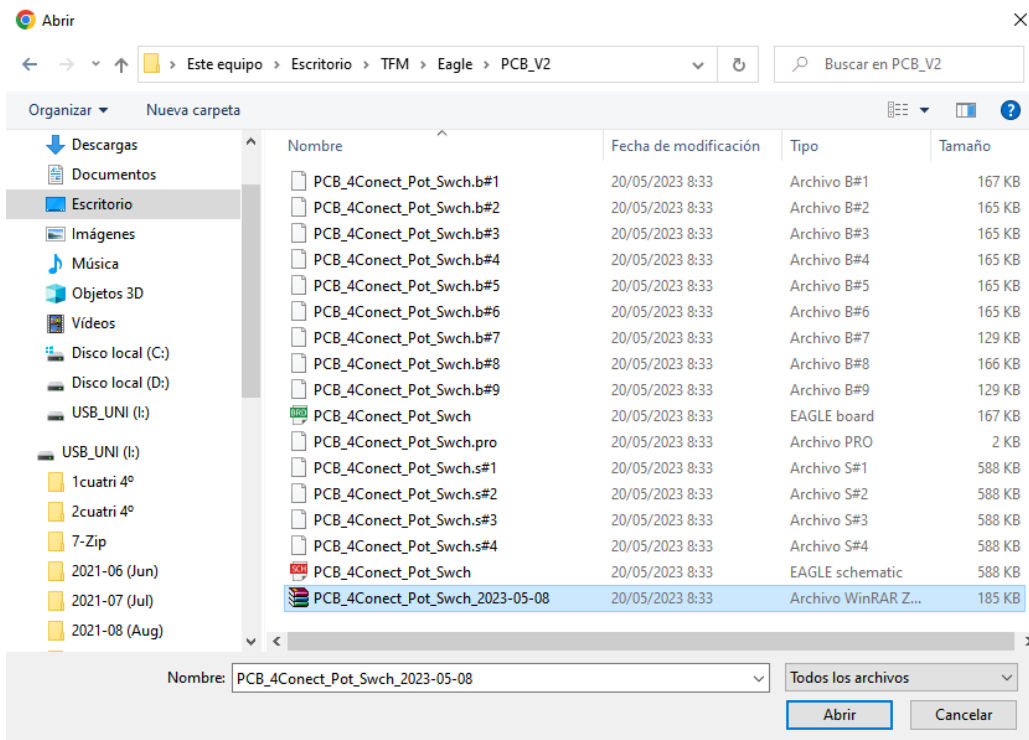 Abrir
Este equipo > Escritorio > TFM > Eagle > PCB_V2
Buscar en PCB_V2
Organizar
Nueva carpeta
Descargas
Documentos
Escritorio
Imágenes
Música
Objetos 3D
Vídeos
Disco local (C:)
Disco local (D:)
USB_UNI (I:)
USB_UNI (I:)
1cuatri 4º
2cuatri 4º
7-Zip
2021-06 (Jun)
2021-07 (Jul)
2021-08 (Aug)
Nombre Fecha de modificación Tipo Tamaño
PCB_4Conect_Pot_Swch.b#1 20/05/2023 8:33 Archivo B#1 167 KB
PCB_4Conect_Pot_Swch.b#2 20/05/2023 8:33 Archivo B#2 165 KB
PCB_4Conect_Pot_Swch.b#3 20/05/2023 8:33 Archivo B#3 165 KB
PCB_4Conect_Pot_Swch.b#4 20/05/2023 8:33 Archivo B#4 165 KB
PCB_4Conect_Pot_Swch.b#5 20/05/2023 8:33 Archivo B#5 165 KB
PCB_4Conect_Pot_Swch.b#6 20/05/2023 8:33 Archivo B#6 165 KB
PCB_4Conect_Pot_Swch.b#7 20/05/2023 8:33 Archivo B#7 129 KB
PCB_4Conect_Pot_Swch.b#8 20/05/2023 8:33 Archivo B#8 166 KB
PCB_4Conect_Pot_Swch.b#9 20/05/2023 8:33 Archivo B#9 129 KB
BRD PCB_4Conect_Pot_Swch 20/05/2023 8:33 EAGLE board 167 KB
PCB_4Conect_Pot_Swch.pro 20/05/2023 8:33 Archivo PRO 2 KB
PCB_4Conect_Pot_Swch.s#1 20/05/2023 8:33 Archivo S#1 588 KB
PCB_4Conect_Pot_Swch.s#2 20/05/2023 8:33 Archivo S#2 588 KB
PCB_4Conect_Pot_Swch.s#3 20/05/2023 8:33 Archivo S#3 588 KB
PCB_4Conect_Pot_Swch.s#4 20/05/2023 8:33 Archivo S#4 588 KB
SCH PCB_4Conect_Pot_Swch 20/05/2023 8:33 EAGLE schematic 588 KB
PCB_4Conect_Pot_Swch_2023-05-08 20/05/2023 8:33 Archivo WinRAR Z... 185 KB
Nombre: PCB_4Conect_Pot_Swch_2023-05-08
Todos los archivos
Abrir
Cancelar